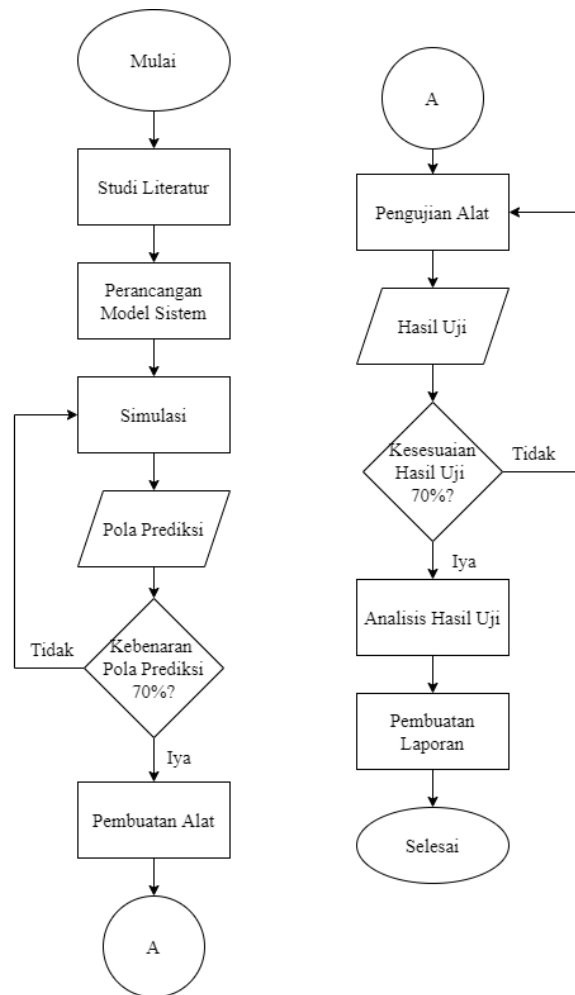 Mulai
Studi Literatur
Perancangan
Model Sistem
Simulasi
Pola Prediksi
Tidak
Kebenaran
Pola Prediksi
70%?
Iya
Pembuatan Alat
A
A
Pengujian Alat
Hasil Uji
Kesesuaian
Hasil Uji
70%?
Tidak
Iya
Analisis Hasil Uji
Pembuatan
Laporan
Selesai